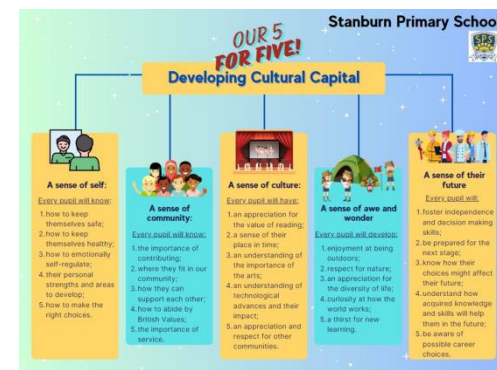 Stanburn Primary School
SPS
OUR 5
FOR FIVE!
Developing Cultural Capital
A sense of self:
Every pupil will know:
1.how to keep
themselves safe;
2.how to keep
themselves healthy;
3.how to emotionally
self-regulate;
4.their personal
strengths and areas
to develop;
5.how to make the
right choices.
A sense of
community:
Every pupil will know:
1.the importance of
contributing;
2.where they fit in our
community;
3.how they can
support each other;
4.how to abide by
British Values;
5.the importance of
service.
A sense of culture:
Every pupil will have:
1.an appreciation for
the value of reading;
2.a sense of their
place in time;
3.an understanding of
the importance of
the arts;
4.an understanding of
technological
advances and their
impact;
5.an appreciation and
respect for other
communities.
A sense of awe and
wonder
Every pupil will develop:
1.enjoyment at being
outdoors;
2.respect for nature;
3.an appreciation for
the diversity of life;
4.curiosity at how the
world works;
5.a thirst for new
learning.
A sense of their
future
Every pupil will:
1.foster independence
and decision making
skills;
2.be prepared for the
next stage;
3.know how their
choices might affect
their future;
4.understand how
acquired knowledge
and skills will help
them in the future;
5.be aware of
possible career
choices.